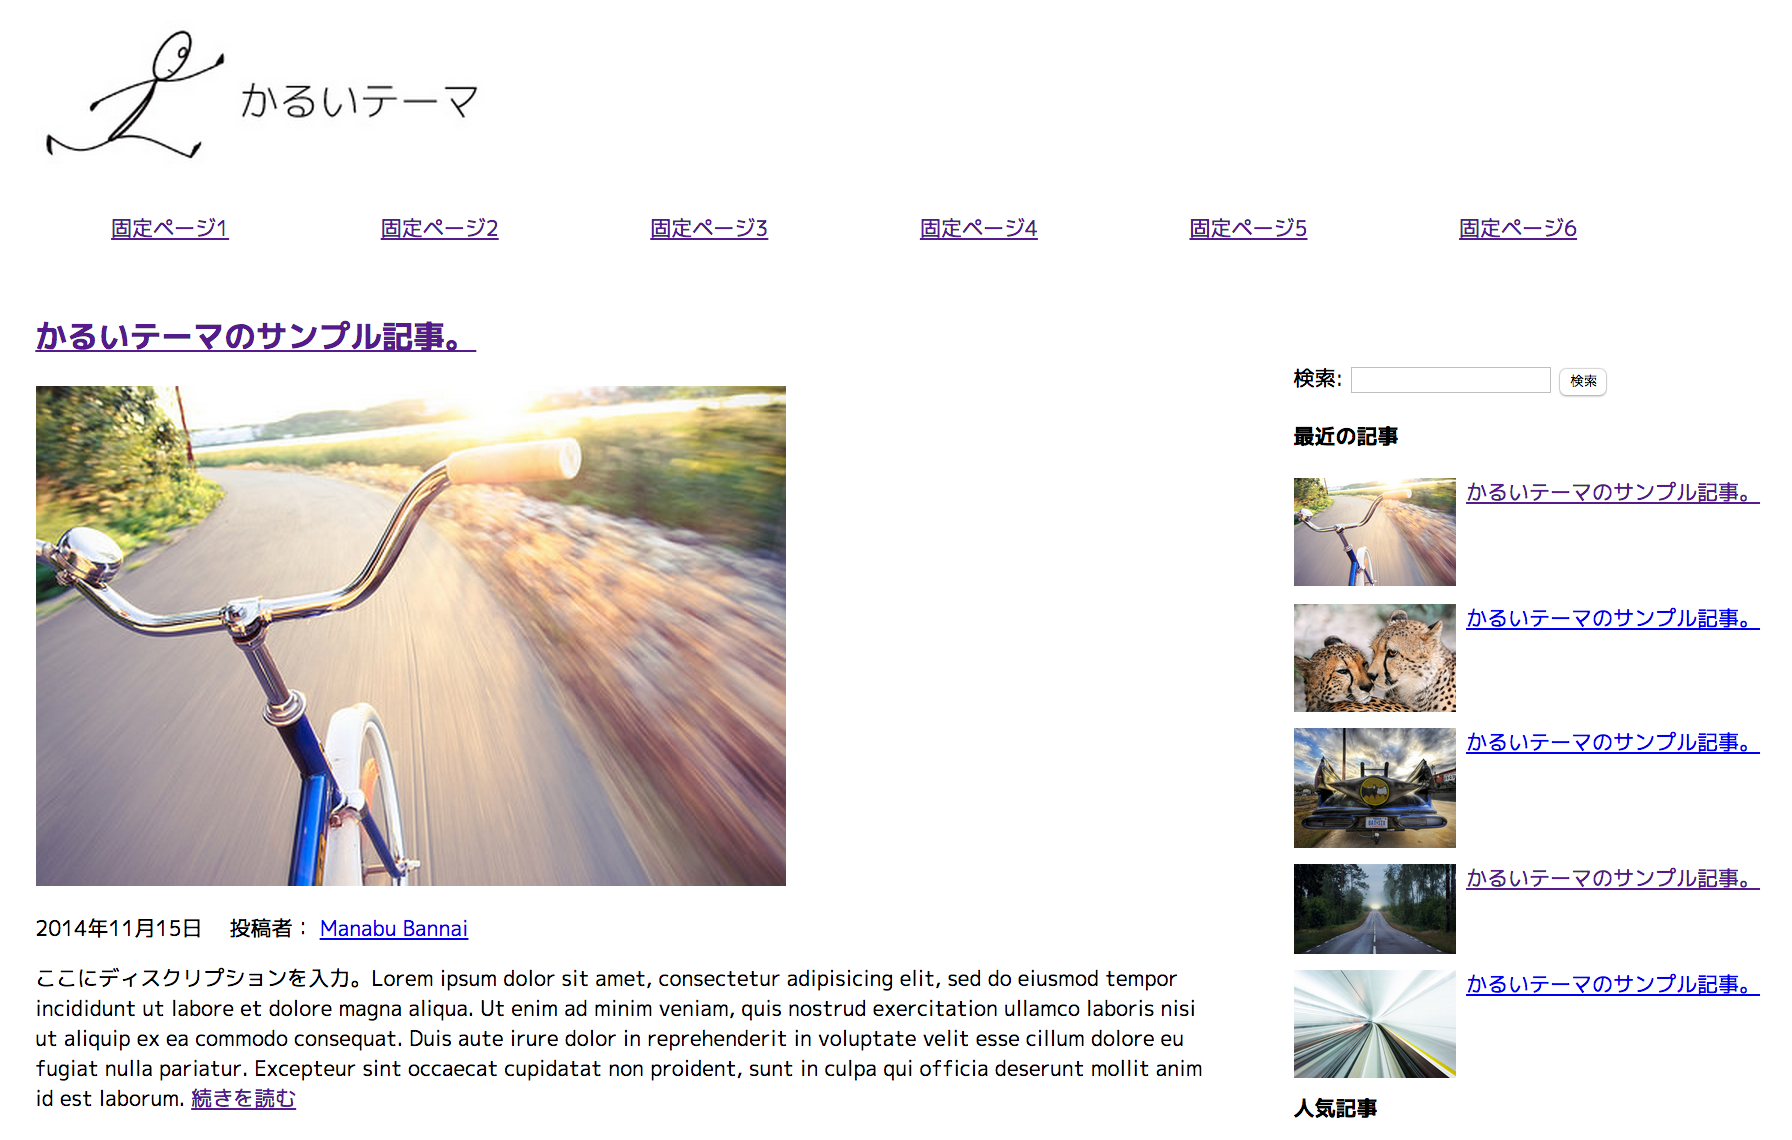 かるいテーマ
固定ページ1 固定ページ2 固定ページ3 固定ページ4 固定ページ5 固定ページ6
かるいテーマのサンプル記事。
2014年11月15日 投稿者： Manabu Bannai
ここにディスクリプションを入力。Lorem ipsum dolor sit amet, consectetur adipisicing elit, sed do eiusmod tempor
incididunt ut labore et dolore magna aliqua. Ut enim ad minim veniam, quis nostrud exercitation ullamco laboris nisi
ut aliquip ex ea commodo consequat. Duis aute irure dolor in reprehenderit in voluptate velit esse cillum dolore eu
fugiat nulla pariatur. Excepteur sint occaecat cupidatat non proident, sunt in culpa qui officia deserunt mollit anim
id est laborum. 続きを読む
検索: 検索
最近の記事
かるいテーマのサンプル記事。
かるいテーマのサンプル記事。
かるいテーマのサンプル記事。
かるいテーマのサンプル記事。
かるいテーマのサンプル記事。
人気記事